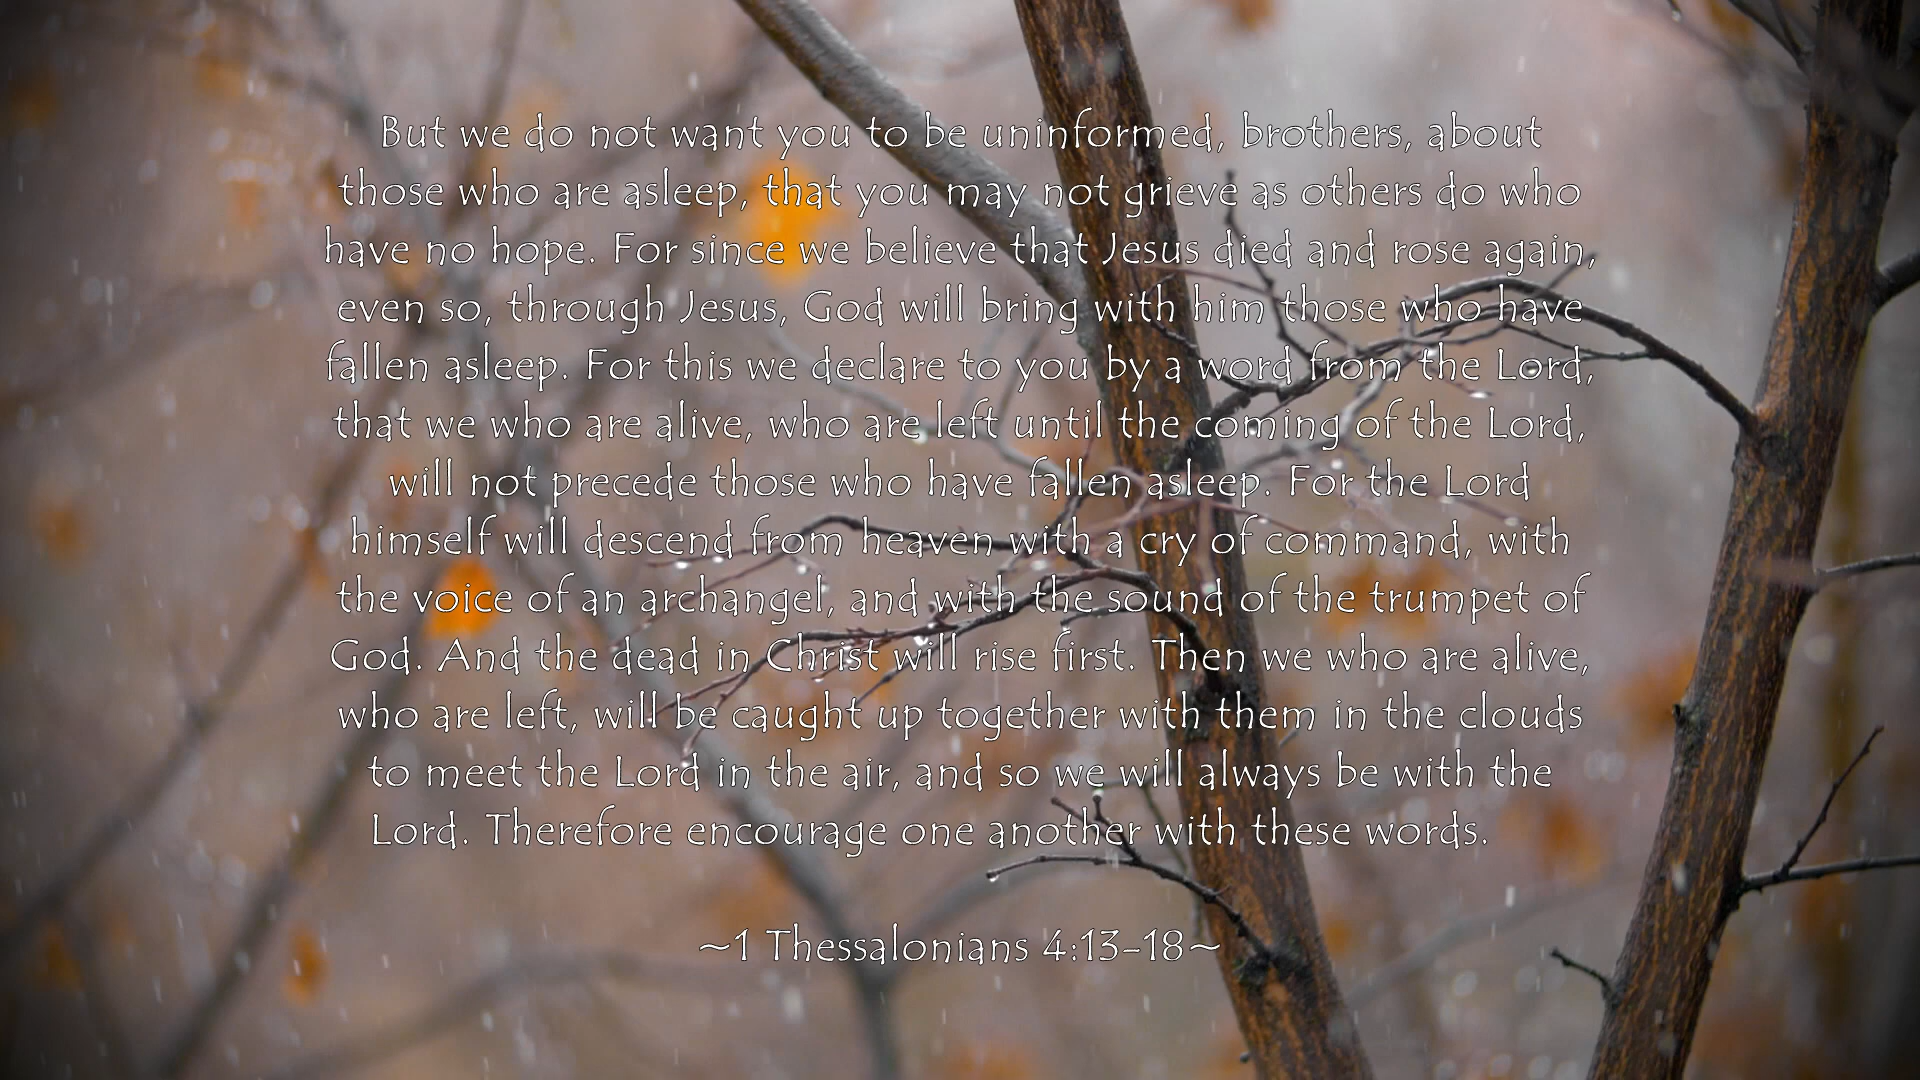 But we do not want you to be uninformed, brothers, about
those who are asleep, that you may not grieve as others do who
have no hope. For since we believe that Jesus died and rose again,
even so, through Jesus, God will bring with him those who have
fallen asleep. For this we declare to you by a word from the Lord,
that we who are alive, who are left until the coming of the Lord,
will not precede those who have fallen asleep. For the Lord
himself will descend from heaven with a cry of command, with
the voice of an archangel, and with the sound of the trumpet of
God. And the dead in Christ will rise first. Then we who are alive,
who are left, will be caught up together with them in the clouds
to meet the Lord in the air, and so we will always be with the
Lord. Therefore encourage one another with these words.
~1 Thessalonians 4:13-18~